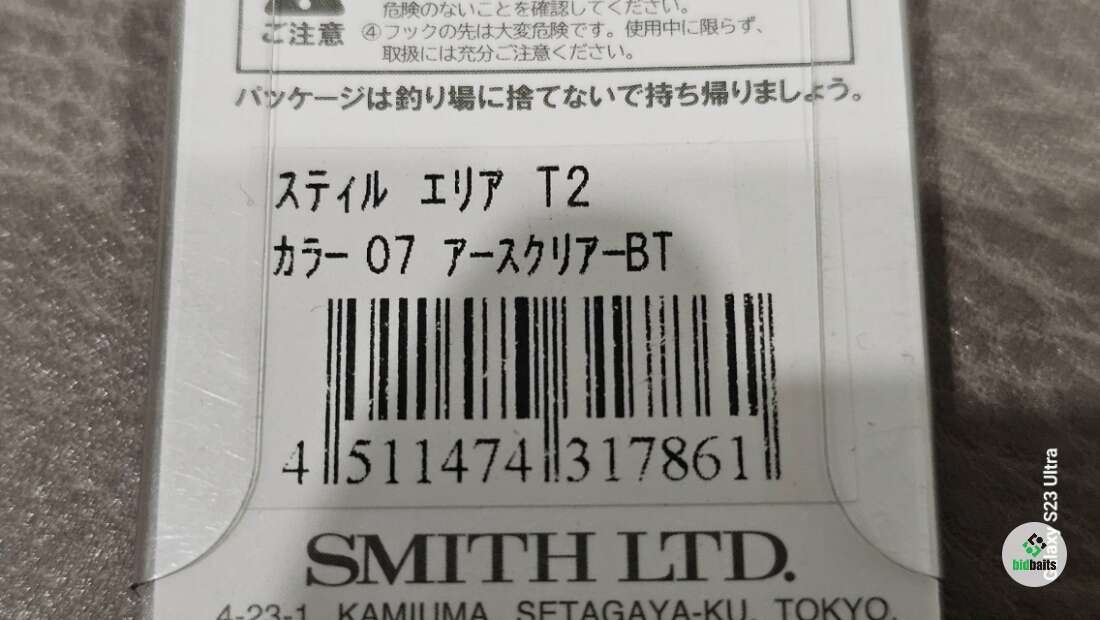 危険のないことを確認してください。
ご注意 ④フックの先は大変危険です。使用中に限らず、
取扱には充分ご注意ください。
パッケージは釣り場に捨てないで持ち帰りましょう。
スティル エリア T2
カラー 07 アースクリアーBT
4 511474 317861
SMITH LTD.
4-23-1 KAMIUMA SETAGAYA-KU, TOKYO.
Galaxy S23 Ultra
bidbaits